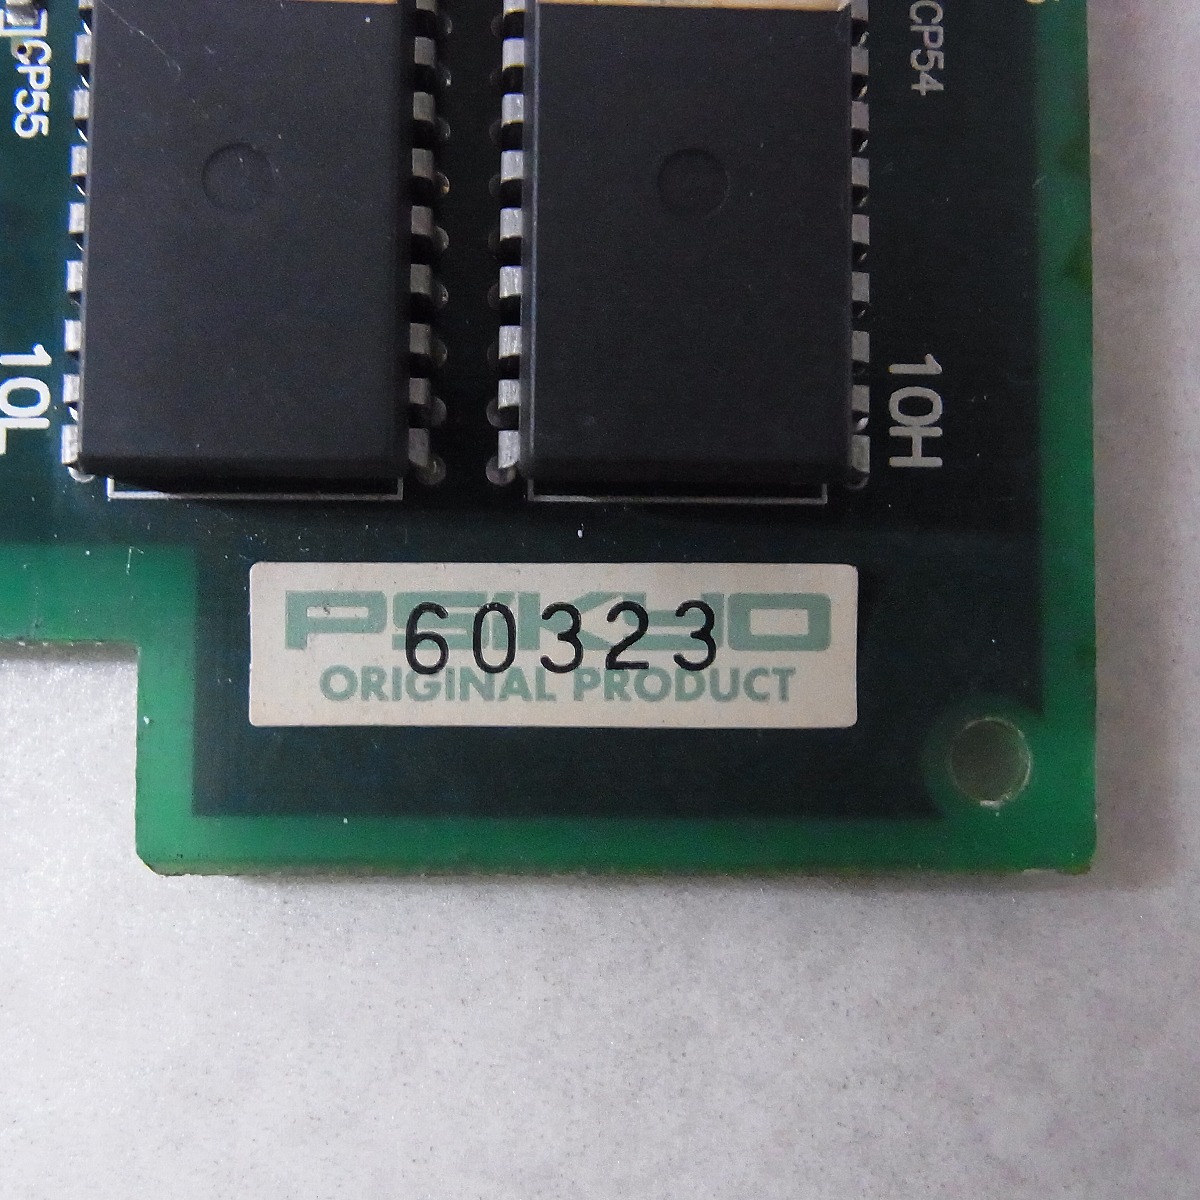 CP55
CP54
10L
10H
PSIKYO
60323
ORIGINAL PRODUCT